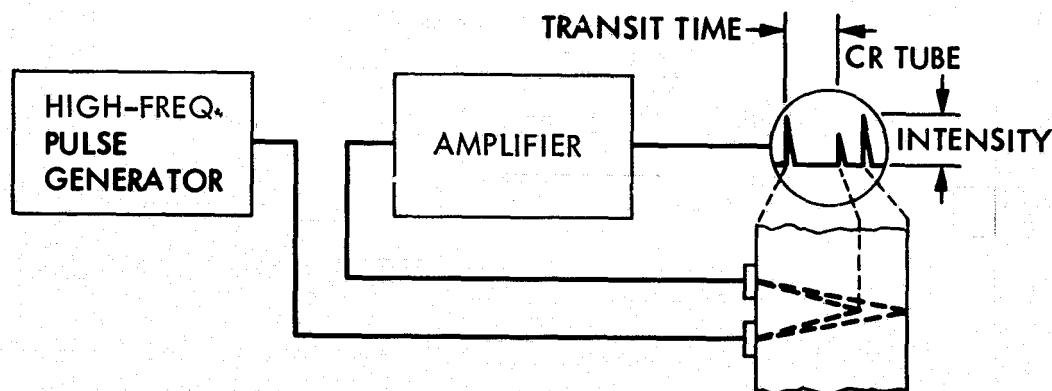 TRANSIT TIME
CR TUBE
HIGH-FREQ.
PULSE
GENERATOR
AMPLIFIER
INTENSITY